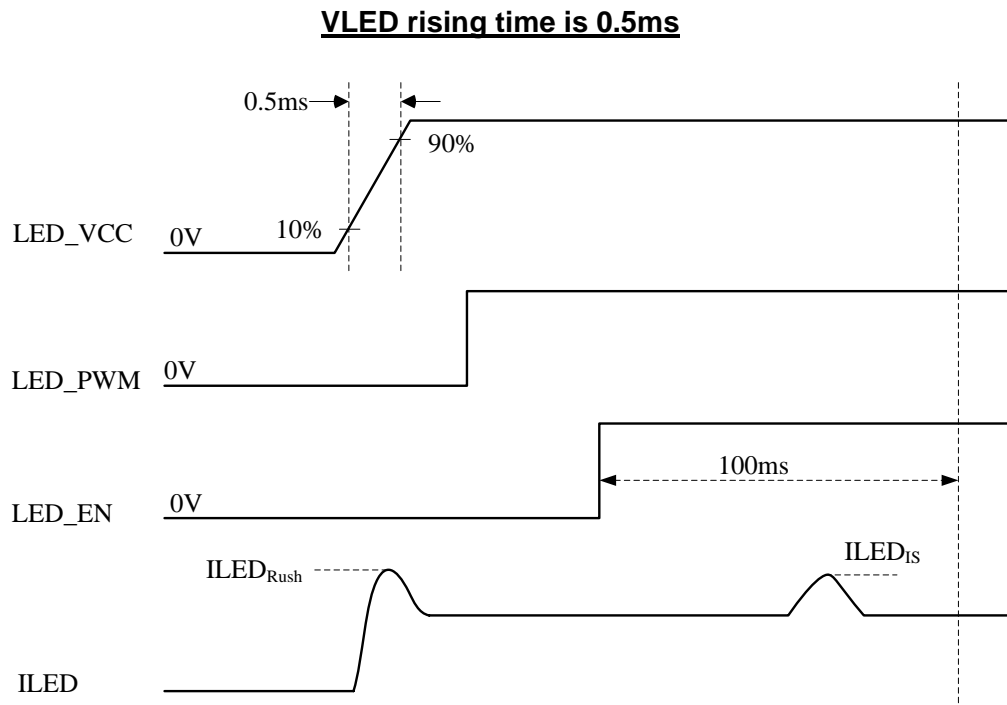 VLED rising time is 0.5ms
0.5ms
90%
LED_VCC
0V
10%
LED_PWM
0V
100ms
LED_EN
0V
ILEDRush
ILEDIS
ILED